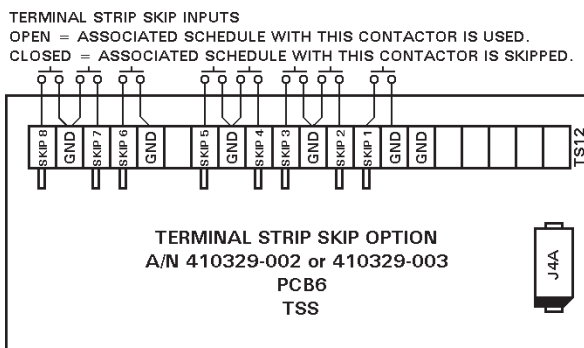 TERMINAL STRIP SKIP INPUTS
OPEN = ASSOCIATED SCHEDULE WITH THIS CONTACTOR IS USED.
CLOSED = ASSOCIATED SCHEDULE WITH THIS CONTACTOR IS SKIPPED.
SKIP 8
GND
SKIP 7
SKIP 6
GND
SKIP 5
GND
SKIP 4
SKIP 3
GND
SKIP 2
SKIP 1
GND
GND
TS12
TERMINAL STRIP SKIP OPTION
A/N 410329-002 or 410329-003
PCB6
TSS
J4A